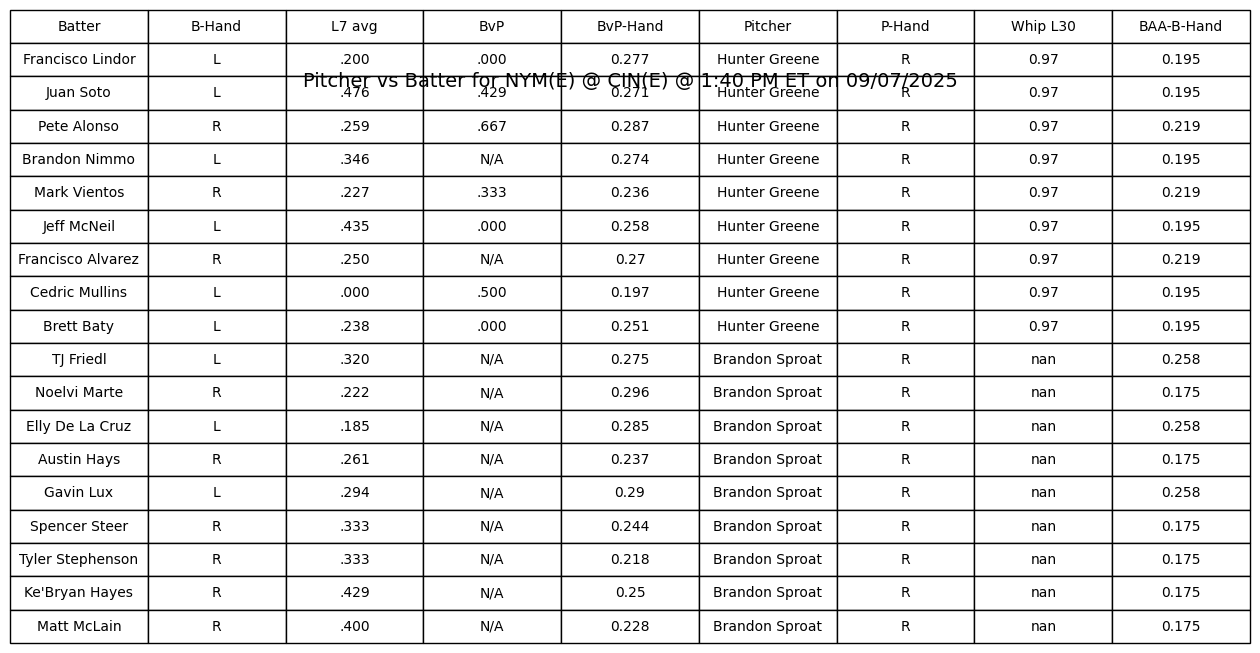 Batter B-Hand L7 avg BvP BvP-Hand Pitcher P-Hand Whip L30 BAA-B-Hand
Francisco Lindor L .200 .000 0.277 Hunter Greene R 0.97 0.195
Pitcher vs Batter for NYM(E) @ CIN(E) @ 1:40 PM ET on 09/07/2025
Juan Soto L .476 .429 0.271 Hunter Greene R 0.97 0.195
Pete Alonso R .259 .667 0.287 Hunter Greene R 0.97 0.219
Brandon Nimmo L .346 N/A 0.274 Hunter Greene R 0.97 0.195
Mark Vientos R .227 .333 0.236 Hunter Greene R 0.97 0.219
Jeff McNeil L .435 .000 0.258 Hunter Greene R 0.97 0.195
Francisco Alvarez R .250 N/A 0.27 Hunter Greene R 0.97 0.219
Cedric Mullins L .000 .500 0.197 Hunter Greene R 0.97 0.195
Brett Baty L .238 .000 0.251 Hunter Greene R 0.97 0.195
TJ Friedl L .320 N/A 0.275 Brandon Sproat R nan 0.258
Noelvi Marte R .222 N/A 0.296 Brandon Sproat R nan 0.175
Elly De La Cruz L .185 N/A 0.285 Brandon Sproat R nan 0.258
Austin Hays R .261 N/A 0.237 Brandon Sproat R nan 0.175
Gavin Lux L .294 N/A 0.29 Brandon Sproat R nan 0.258
Spencer Steer R .333 N/A 0.244 Brandon Sproat R nan 0.175
Tyler Stephenson R .333 N/A 0.218 Brandon Sproat R nan 0.175
Ke'Bryan Hayes R .429 N/A 0.25 Brandon Sproat R nan 0.175
Matt McLain R .400 N/A 0.228 Brandon Sproat R nan 0.175